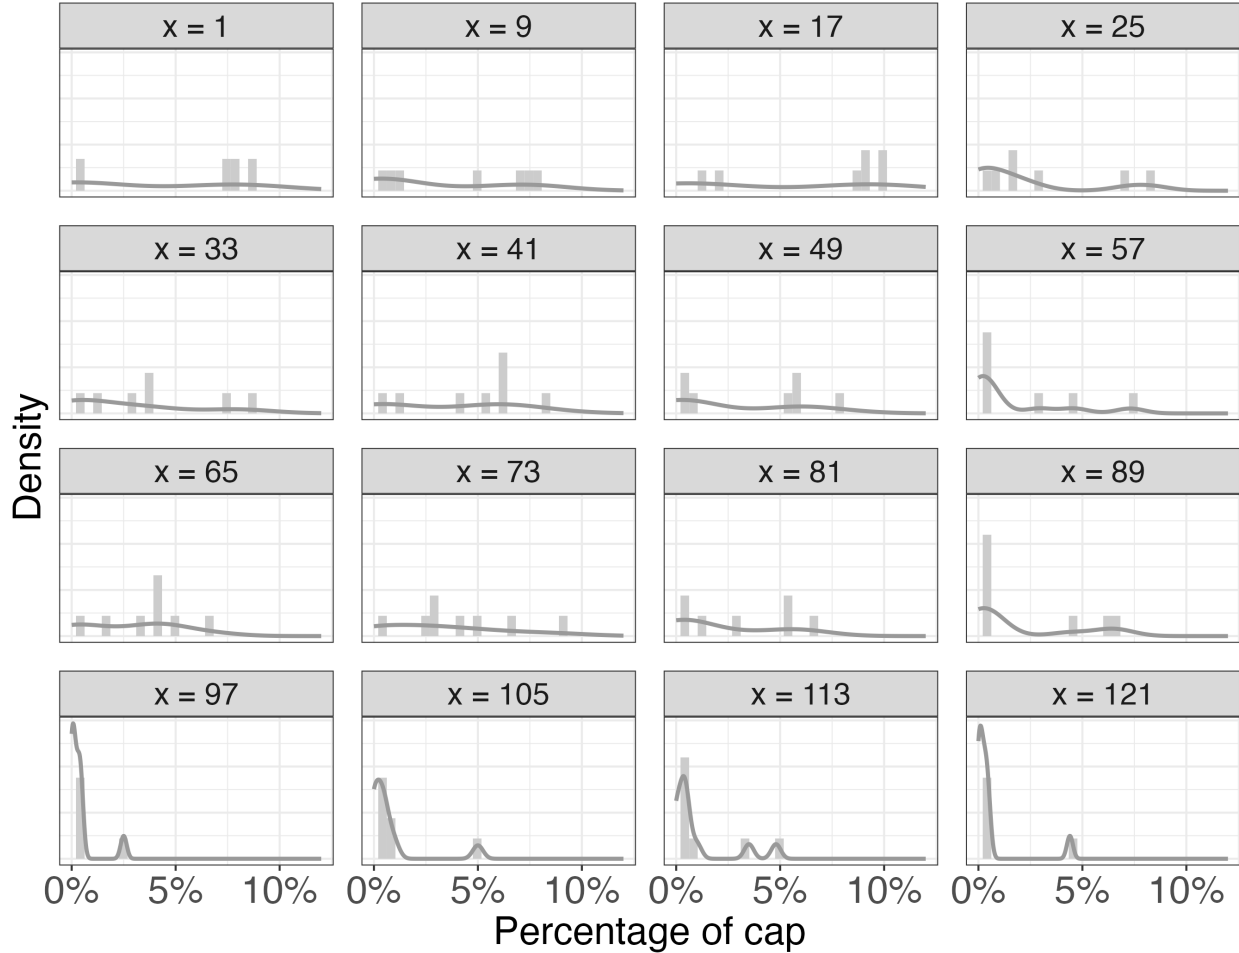 x = 1
x = 9
x = 17
x = 25
x = 33
x = 41
x = 49
x = 57
x = 65
x = 73
x = 81
x = 89
x = 97
x = 105
x = 113
x = 121
Density
0% 5% 10% 0% 5% 10% 0% 5% 10% 0% 5% 10%
Percentage of cap